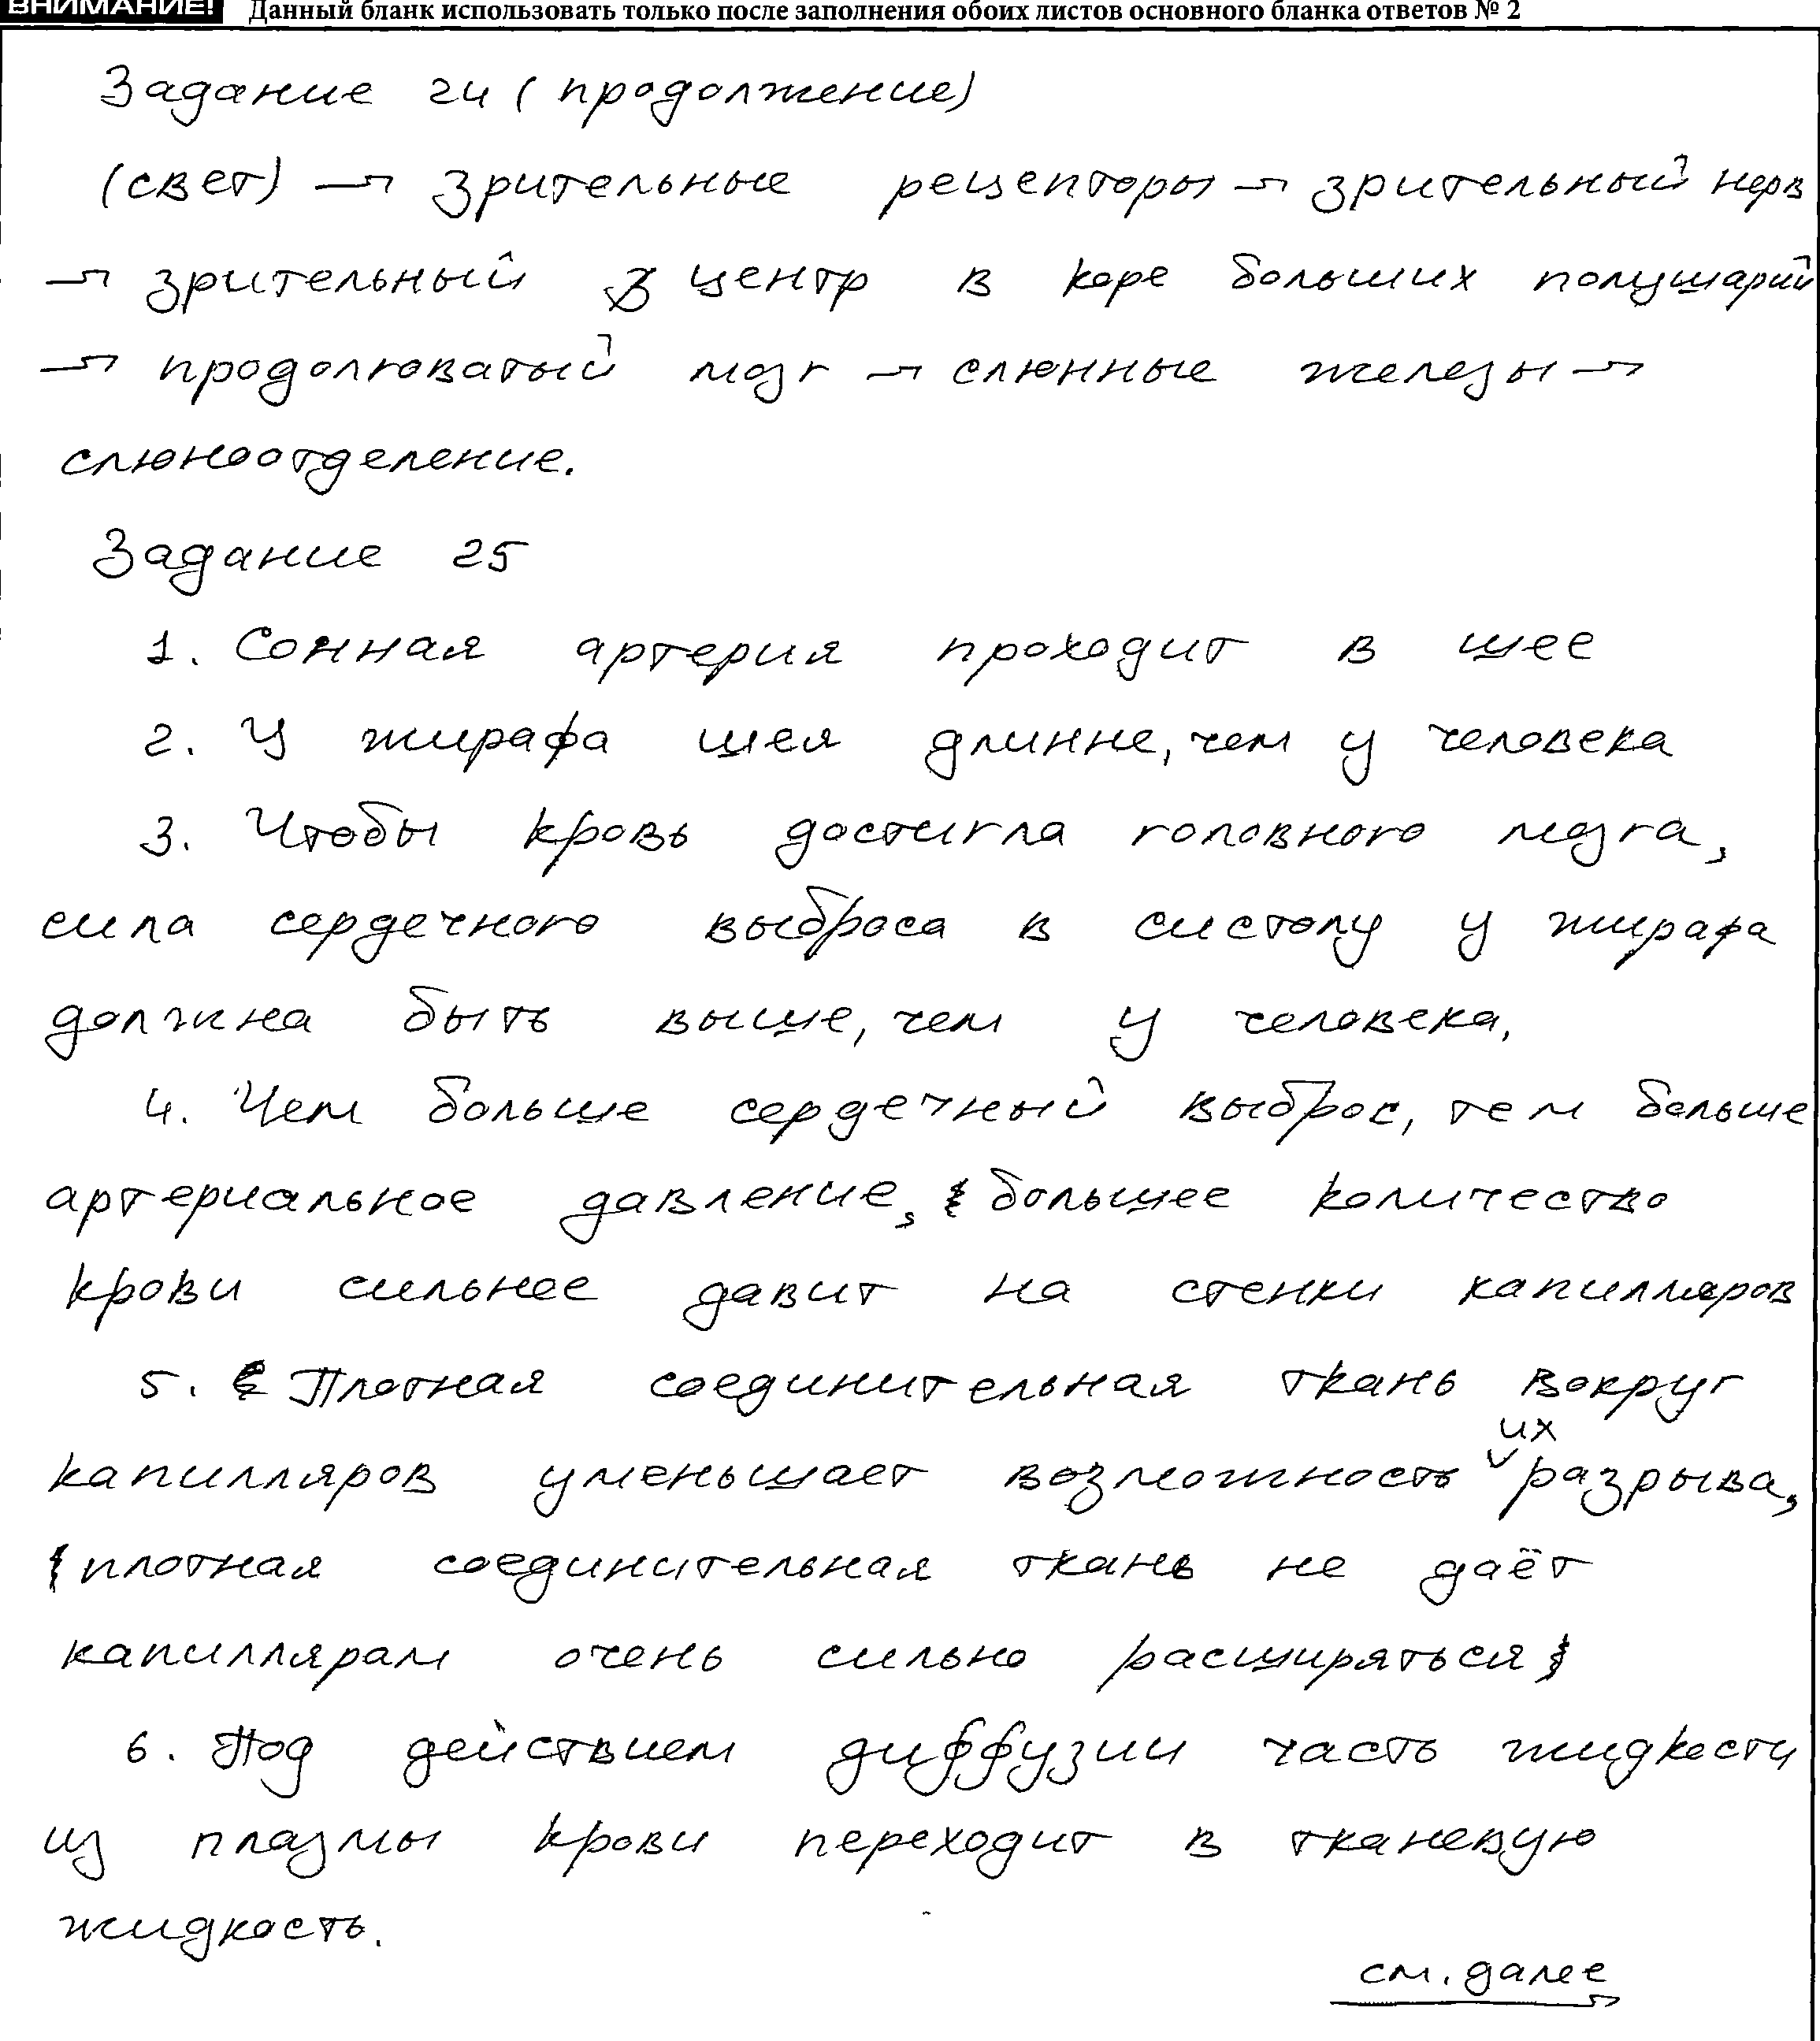 ВНИМАНИЕ! Данный бланк использовать только после заполнения обоих листов основного бланка ответов № 2
Задание 24 (продолжение)
(свет) → зрительные рецепторы → зрительный нерв
→ зрительный центр в коре больших полушарий
→ продолговатый мозг → слюнные железы →
слюноотделение.
Задание 25
1. Сонная артерия проходит в шее
2. У жирафа шея длинне, чем у человека
3. Чтобы кровь достигла головного мозга,
сила сердечного выброса в систолу у жирафа
должна быть выше, чем у человека.
4. Чем больше сердечный выброс, тем больше
артериальное давление, большее количество
крови сильнее давит на стенки капилляров
5. Плотная соединительная ткань вокруг
капилляров уменьшает возможность их разрыва,
плотная соединительная ткань не даёт
капиллярам очень сильно расширяться
6. Под действием диффузии часть жидкости
из плазмы крови переходит в тканевую
жидкость.
см. далее